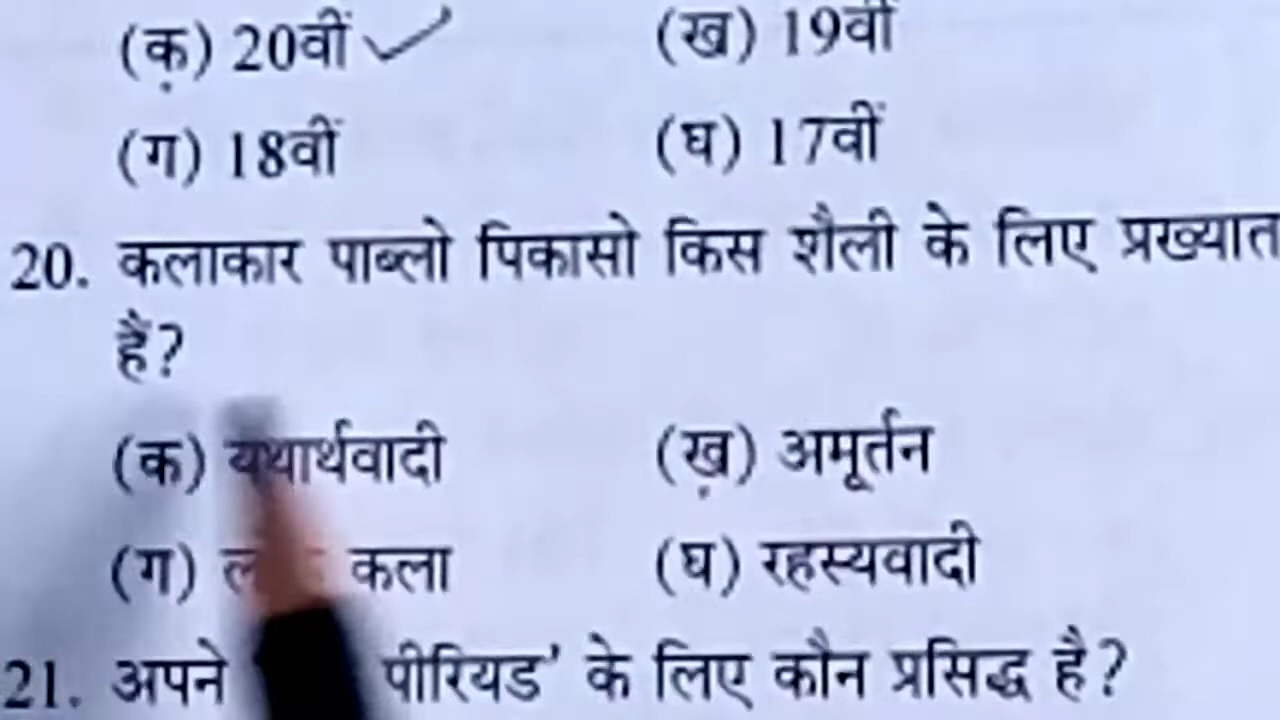 (क) 20वीं (ख) 19वीं
(ग) 18वीं (घ) 17वीं
20. कलाकार पाब्लो पिकासो किस शैली के लिए प्रख्यात
हैं?
(क) यथार्थवादी (ख) अमूर्तन
(ग) कला (घ) रहस्यवादी
21. अपने पीरियड' के लिए कौन प्रसिद्ध है?